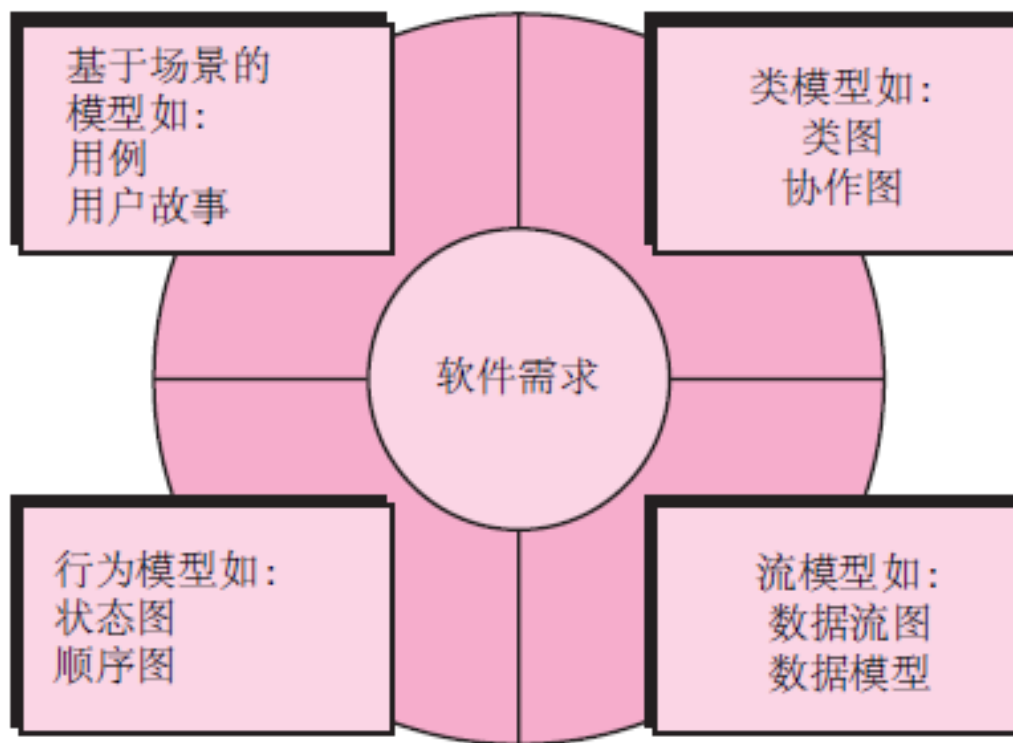 基于场景的
模型如:
用例
用户故事
类模型如:
类图
协作图
软件需求
行为模型如:
状态图
顺序图
流模型如:
数据流图
数据模型